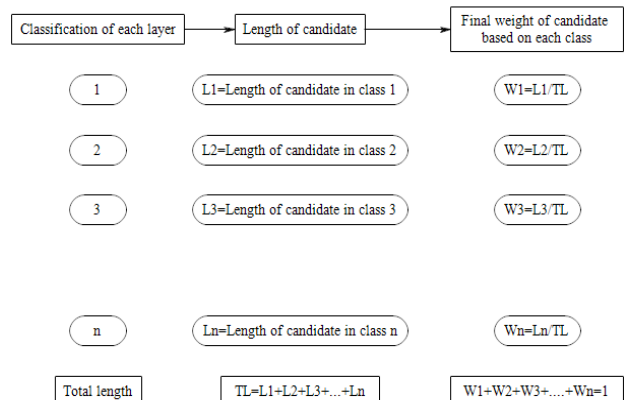 Classification of each layer
Length of candidate
Final weight of candidate
based on each class
1
L1=Length of candidate in class 1
W1=L1/TL
2
L2=Length of candidate in class 2
W2=L2/TL
3
L3=Length of candidate in class 3
W3=L3/TL
n
Ln=Length of candidate in class n
Wn=Ln/TL
Total length
TL=L1+L2+L3+...+Ln
W1+W2+W3+....+Wn=1